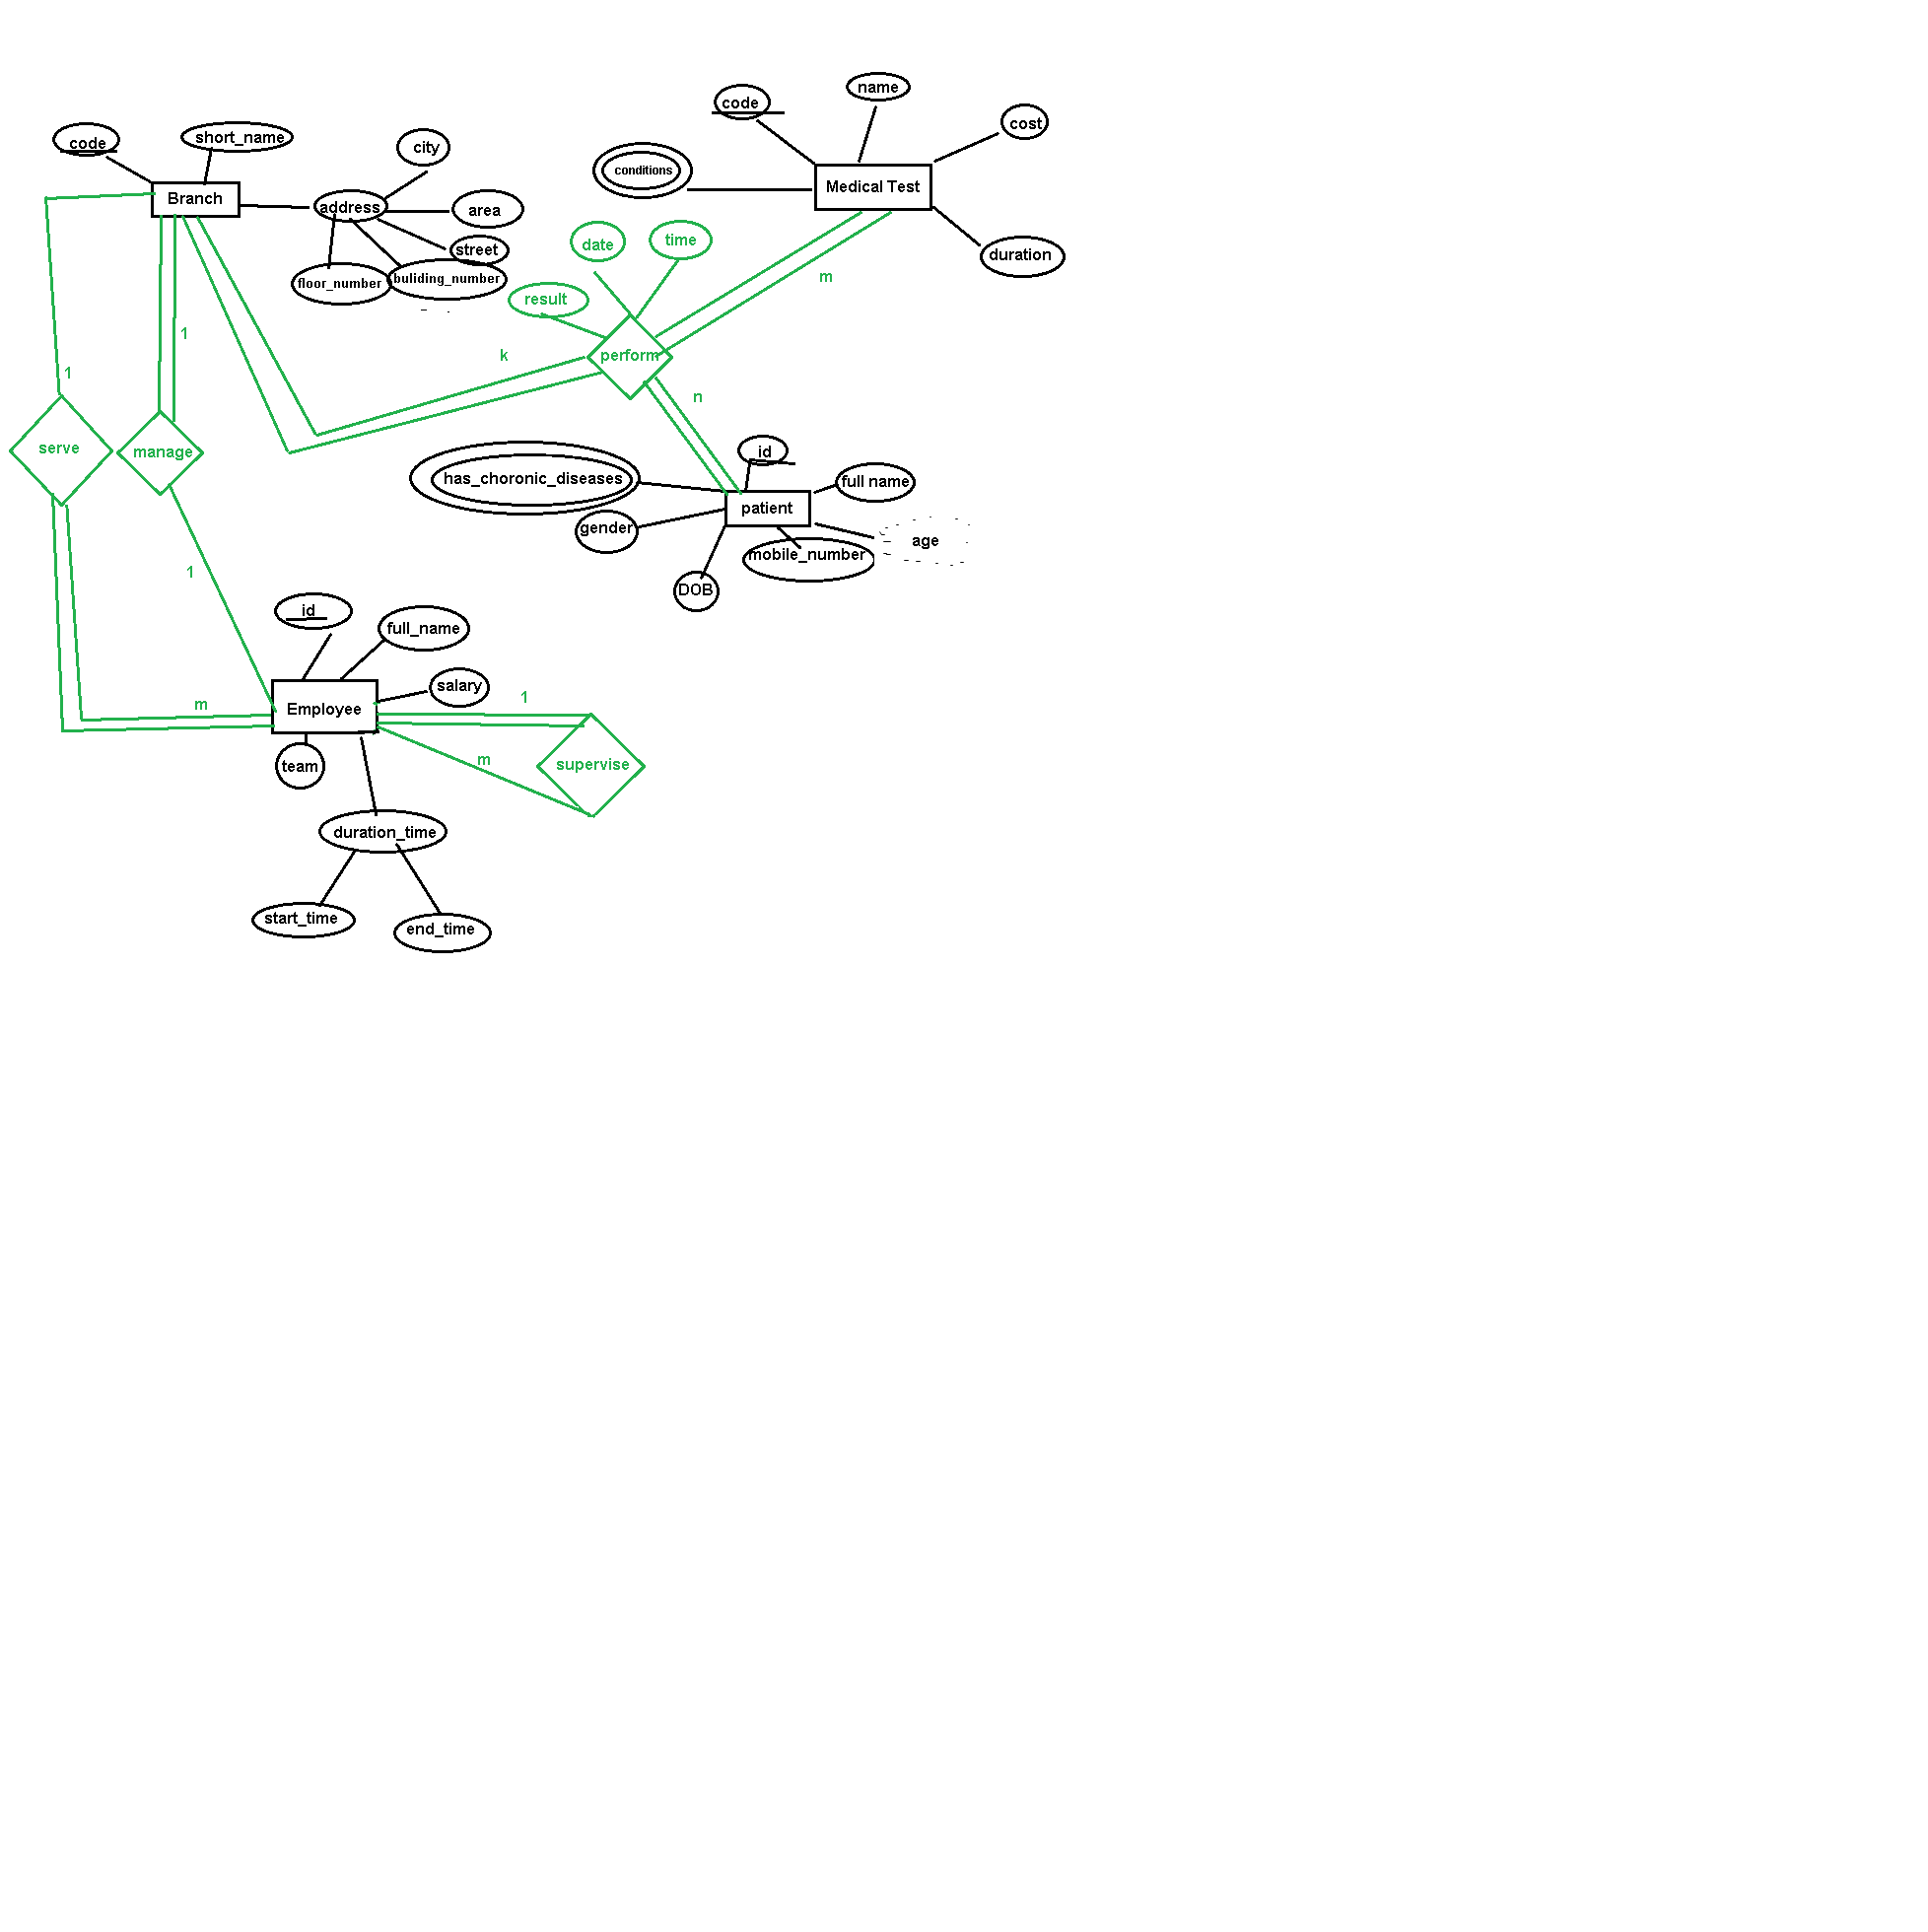 code
name
cost
conditions
Medical Test
duration
code
short_name
city
Branch
address
area
street
floor_number
buliding_number
date
time
result
m
1
k
perform
n
1
serve
manage
has_choronic_diseases
id
full name
gender
patient
age
mobile_number
DOB
1
id
full_name
salary
m
Employee
1
team
m
supervise
duration_time
start_time
end_time